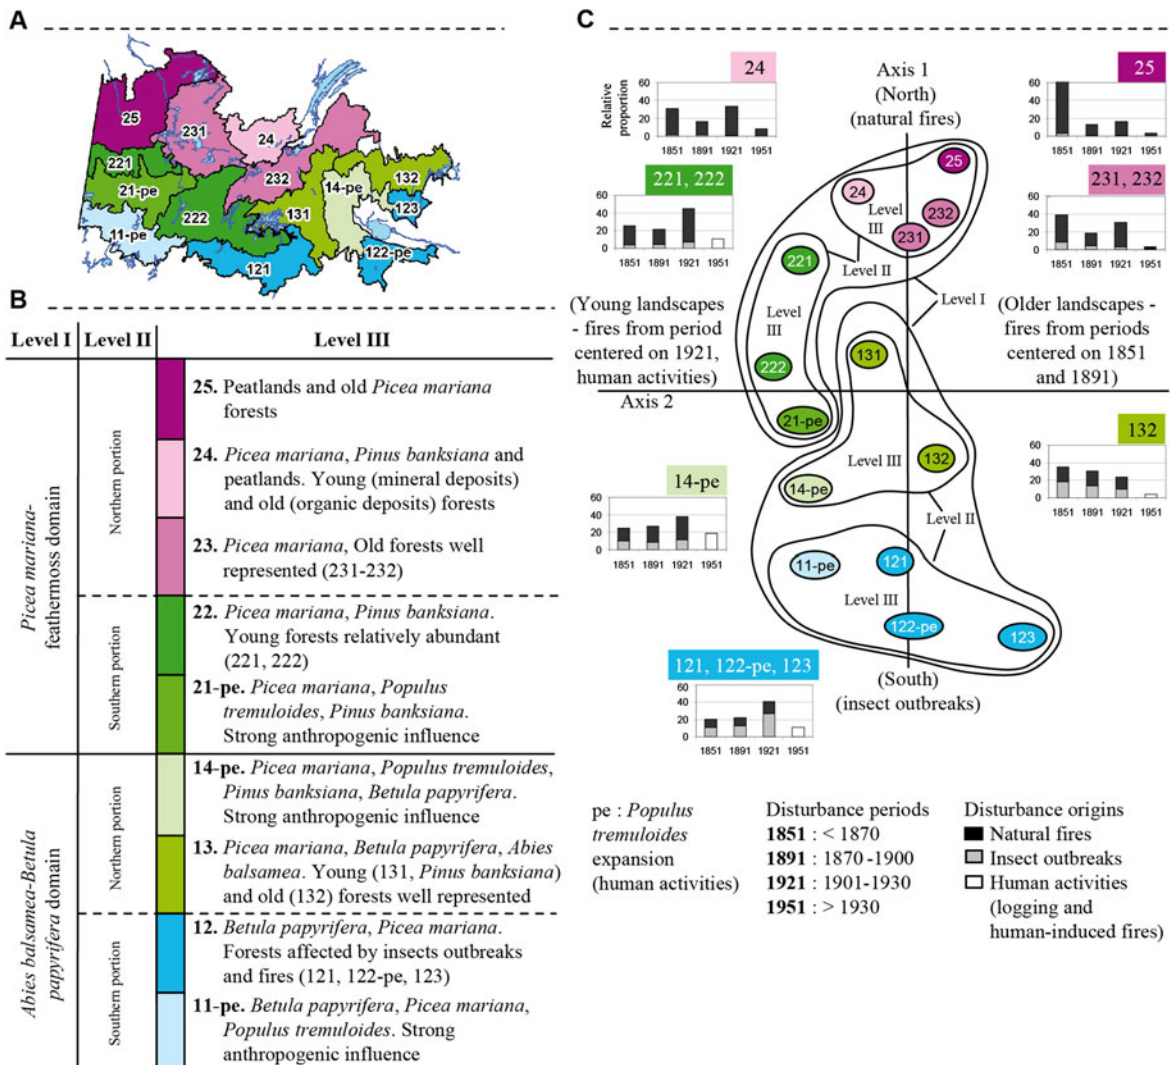 A
25
231
24
221
21-pe
11-pe
222
232
131
14-pe
132
123
121
122-pe
B
Level I
Level II
Level III
Picea mariana-
feathermoss domain
Northern portion
25. Peatlands and old Picea mariana
forests
24. Picea mariana, Pinus banksiana and
peatlands. Young (mineral deposits)
and old (organic deposits) forests
23. Picea mariana, Old forests well
represented (231-232)
Southern portion
22. Picea mariana, Pinus banksiana.
Young forests relatively abundant
(221, 222)
21-pe. Picea mariana, Populus
tremuloides, Pinus banksiana.
Strong anthropogenic influence
Abies balsamea-Betula
papyrifera domain
Northern portion
14-pe. Picea mariana, Populus tremuloides,
Pinus banksiana, Betula papyrifera.
Strong anthropogenic influence
13. Picea mariana, Betula papyrifera, Abies
balsamea. Young (131, Pinus banksiana)
and old (132) forests well represented
Southern portion
12. Betula papyrifera, Picea mariana.
Forests affected by insects outbreaks
and fires (121, 122-pe, 123)
11-pe. Betula papyrifera, Picea mariana,
Populus tremuloides. Strong
anthropogenic influence
C
24
Relative
proportion
60
40
20
0
1851 1891 1921 1951
Axis 1
(North)
(natural fires)
25
60
40
20
0
1851 1891 1921 1951
221, 222
60
40
20
0
1851 1891 1921 1951
231, 232
60
40
20
0
1851 1891 1921 1951
25
24
Level
III
232
231
221
Level II
Level
III
222
21-pe
Level I
(Young landscapes
- fires from period
centered on 1921,
human activities)
Axis 2
(Older landscapes -
fires from periods
centered on 1851
and 1891)
131
132
60
40
20
0
1851 1891 1921 1951
14-pe
60
40
20
0
1851 1891 1921 1951
Level III
132
14-pe
Level II
11-pe
121
Level III
122-pe
123
121, 122-pe, 123
60
40
20
0
1851 1891 1921 1951
(South)
(insect outbreaks)
pe : Populus
tremuloides
expansion
(human activities)
Disturbance periods
1851 : < 1870
1891 : 1870 -1900
1921 : 1901-1930
1951 : > 1930
Disturbance origins
Natural fires
Insect outbreaks
Human activities
(logging and
human-induced fires)